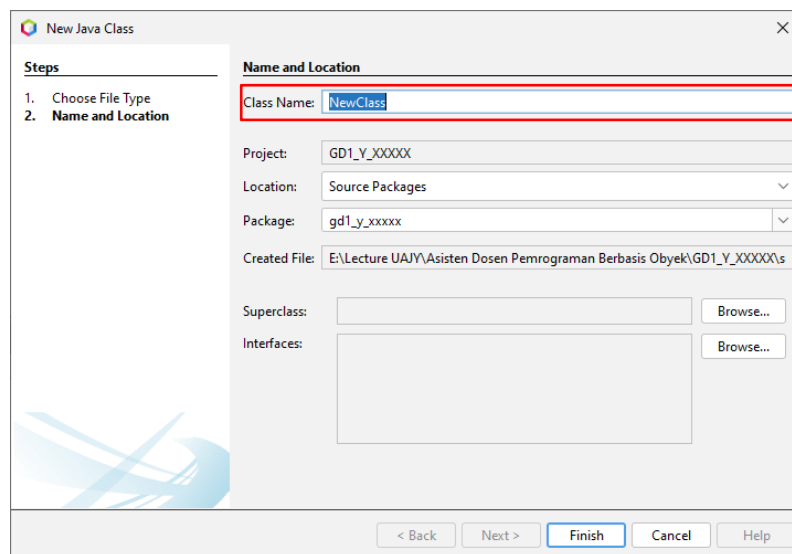 New Java Class
Steps
1. Choose File Type
2. Name and Location
Name and Location
Class Name: NewClass
Project: GD1_Y_XXXXX
Location: Source Packages
Package: gd1_y_xxxxx
Created File: E:\Lecture UAJY\Asisten Dosen Pemrograman Berbasis Obyek\GD1_Y_XXXXX\s
Superclass: Browse...
Interfaces: Browse...
< Back Next > Finish Cancel Help